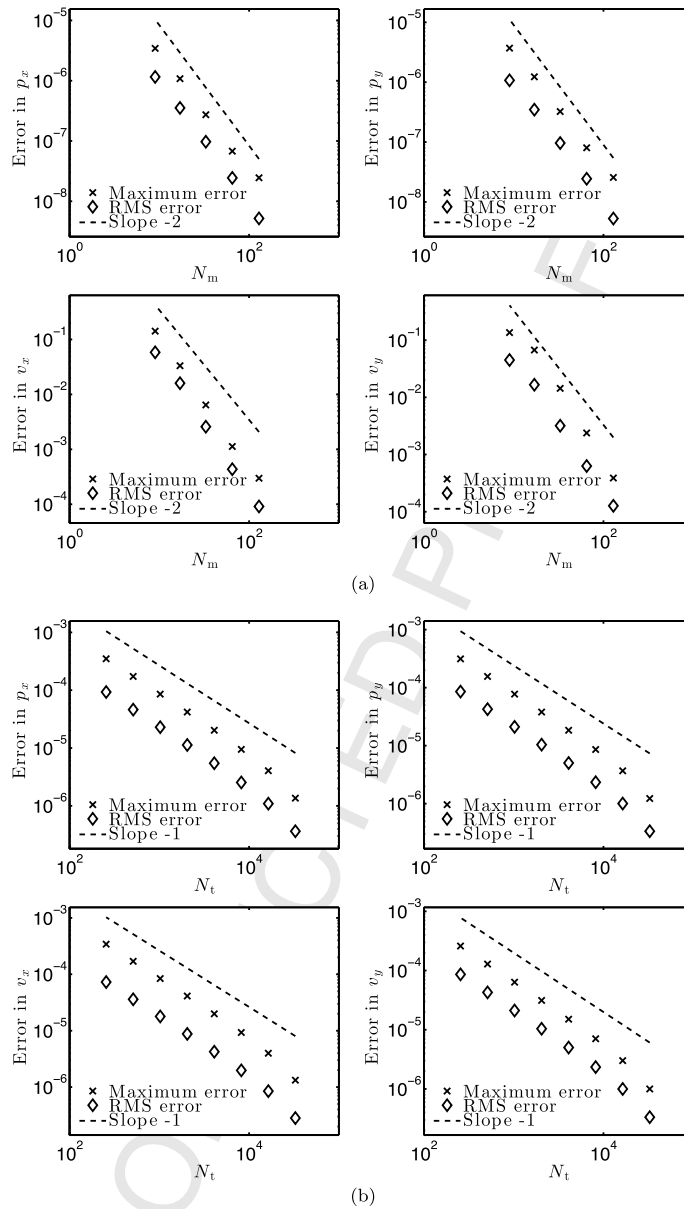 10^-5
10^-6
10^-7
10^-8
Error in p_x
Maximum error
RMS error
Slope -2
10^0
10^2
N_m
10^-5
10^-6
10^-7
10^-8
Error in p_y
Maximum error
RMS error
Slope -2
10^0
10^2
N_m
10^-1
10^-2
10^-3
10^-4
Error in v_x
Maximum error
RMS error
Slope -2
10^0
10^2
N_m
10^-1
10^-2
10^-3
10^-4
Error in v_y
Maximum error
RMS error
Slope -2
10^0
10^2
N_m
(a)
10^-3
10^-4
10^-5
10^-6
Error in p_x
Maximum error
RMS error
Slope -1
10^2
10^4
N_t
10^-3
10^-4
10^-5
10^-6
Error in p_y
Maximum error
RMS error
Slope -1
10^2
10^4
N_t
10^-3
10^-4
10^-5
10^-6
Error in v_x
Maximum error
RMS error
Slope -1
10^2
10^4
N_t
10^-3
10^-4
10^-5
10^-6
Error in v_y
Maximum error
RMS error
Slope -1
10^2
10^4
N_t
(b)